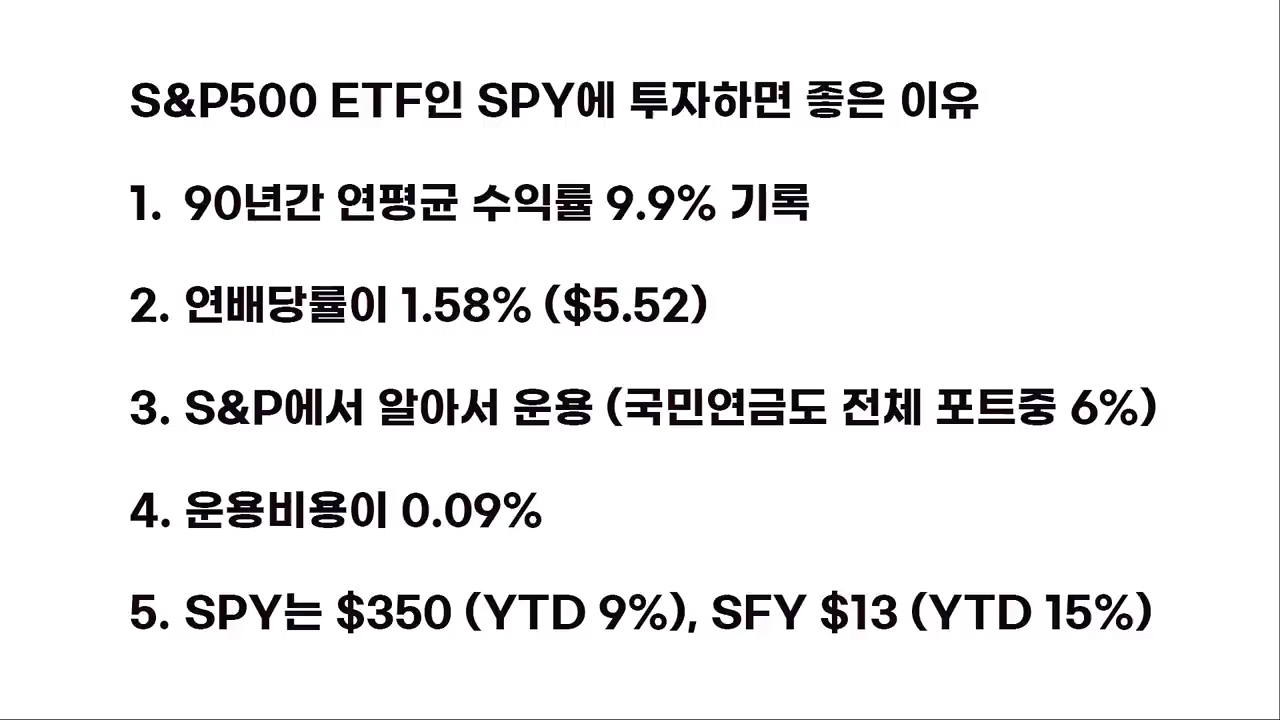 S&P500 ETF인 SPY에 투자하면 좋은 이유
1. 90년간 연평균 수익률 9.9% 기록
2. 연배당률이 1.58% ($5.52)
3. S&P에서 알아서 운용 (국민연금도 전체 포트중 6%)
4. 운용비용이 0.09%
5. SPY는 $350 (YTD 9%), SFY $13 (YTD 15%)